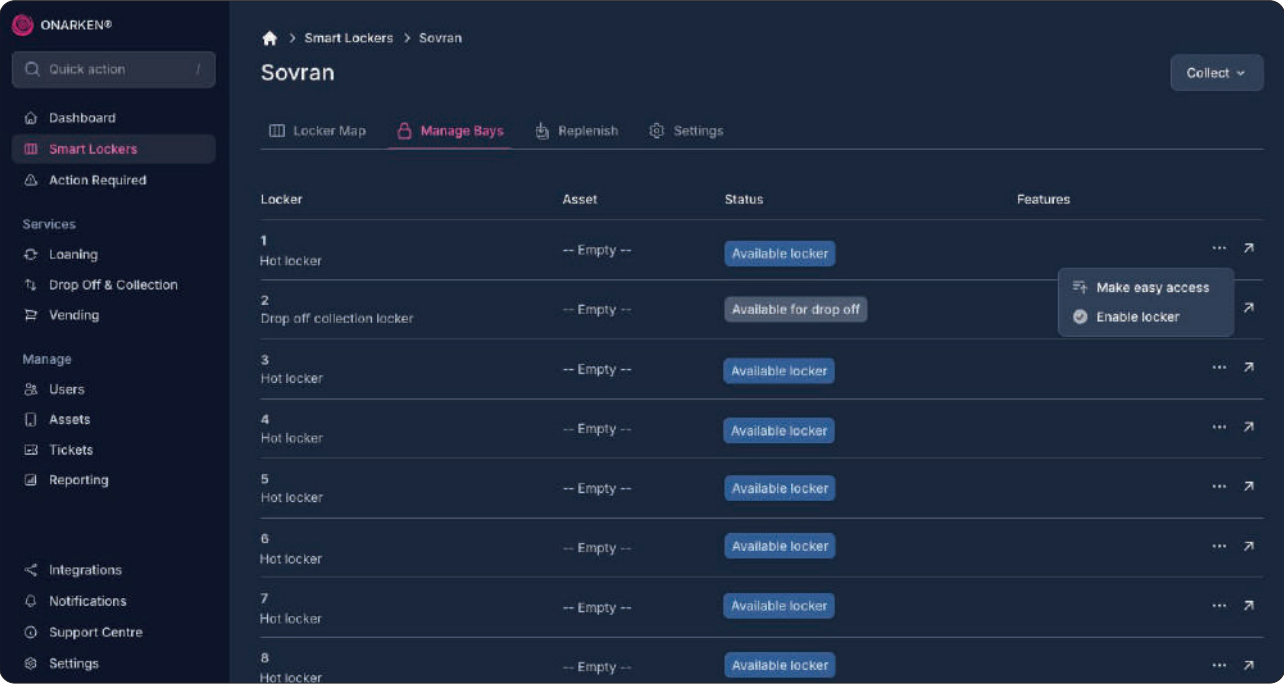 ONARKEN®
Quick action /
Dashboard
Smart Lockers
Action Required
Services
Loaning
Drop Off & Collection
Vending
Manage
Users
Assets
Tickets
Reporting
Integrations
Notifications
Support Centre
Settings
> Smart Lockers > Sovran
Sovran
Collect
Locker Map Manage Bays Replenish Settings
Locker Asset Status Features
1
Hot locker -- Empty -- Available locker ...
Make easy access
Enable locker
2
Drop off collection locker -- Empty -- Available for drop off
3
Hot locker -- Empty -- Available locker ...
4
Hot locker -- Empty -- Available locker ...
5
Hot locker -- Empty -- Available locker ...
6
Hot locker -- Empty -- Available locker ...
7
Hot locker -- Empty -- Available locker ...
8
Hot locker -- Empty -- Available locker ...